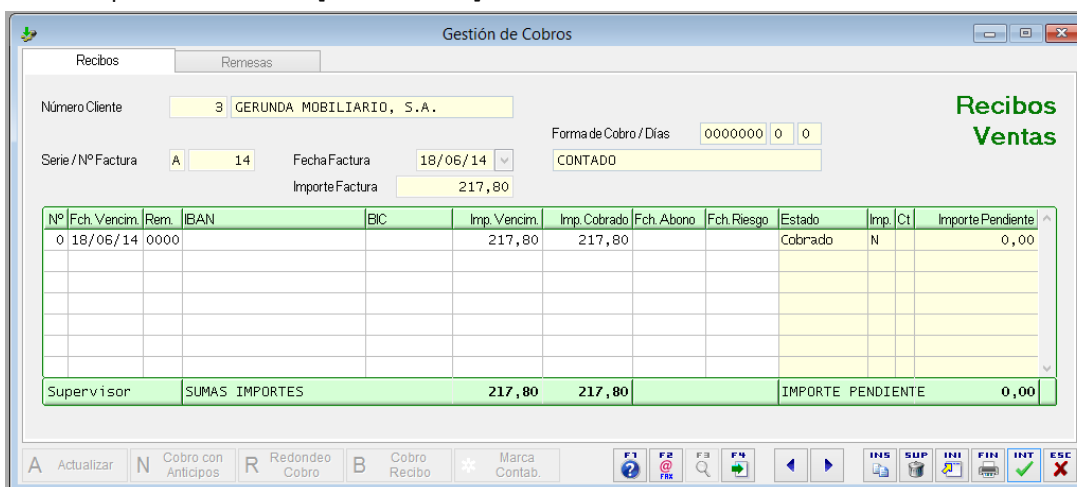 Gestión de Cobros
Recibos Remesas
Número Cliente 3 GERUNDA MOBILIARIO, S.A. Recibos
Forma de Cobro / Días 0000000 0 0 Ventas
Serie / Nº Factura A 14 Fecha Factura 18/06/14 CONTADO
Importe Factura 217,80
Nº Fch. Vencim. Rem. IBAN BIC Imp. Vencim. Imp. Cobrado Fch. Abono Fch. Riesgo Estado Imp. Ct Importe Pendiente
0 18/06/14 0000 217,80 217,80 Cobrado N 0,00
Supervisor SUMAS IMPORTES 217,80 217,80 IMPORTE PENDIENTE 0,00
A Actualizar N Cobro con Anticipos R Redondeo Cobro B Cobro Recibo Marca Contab. F1 F2 @ FAX F3 F4 INS SUP INI FIN INT ESC